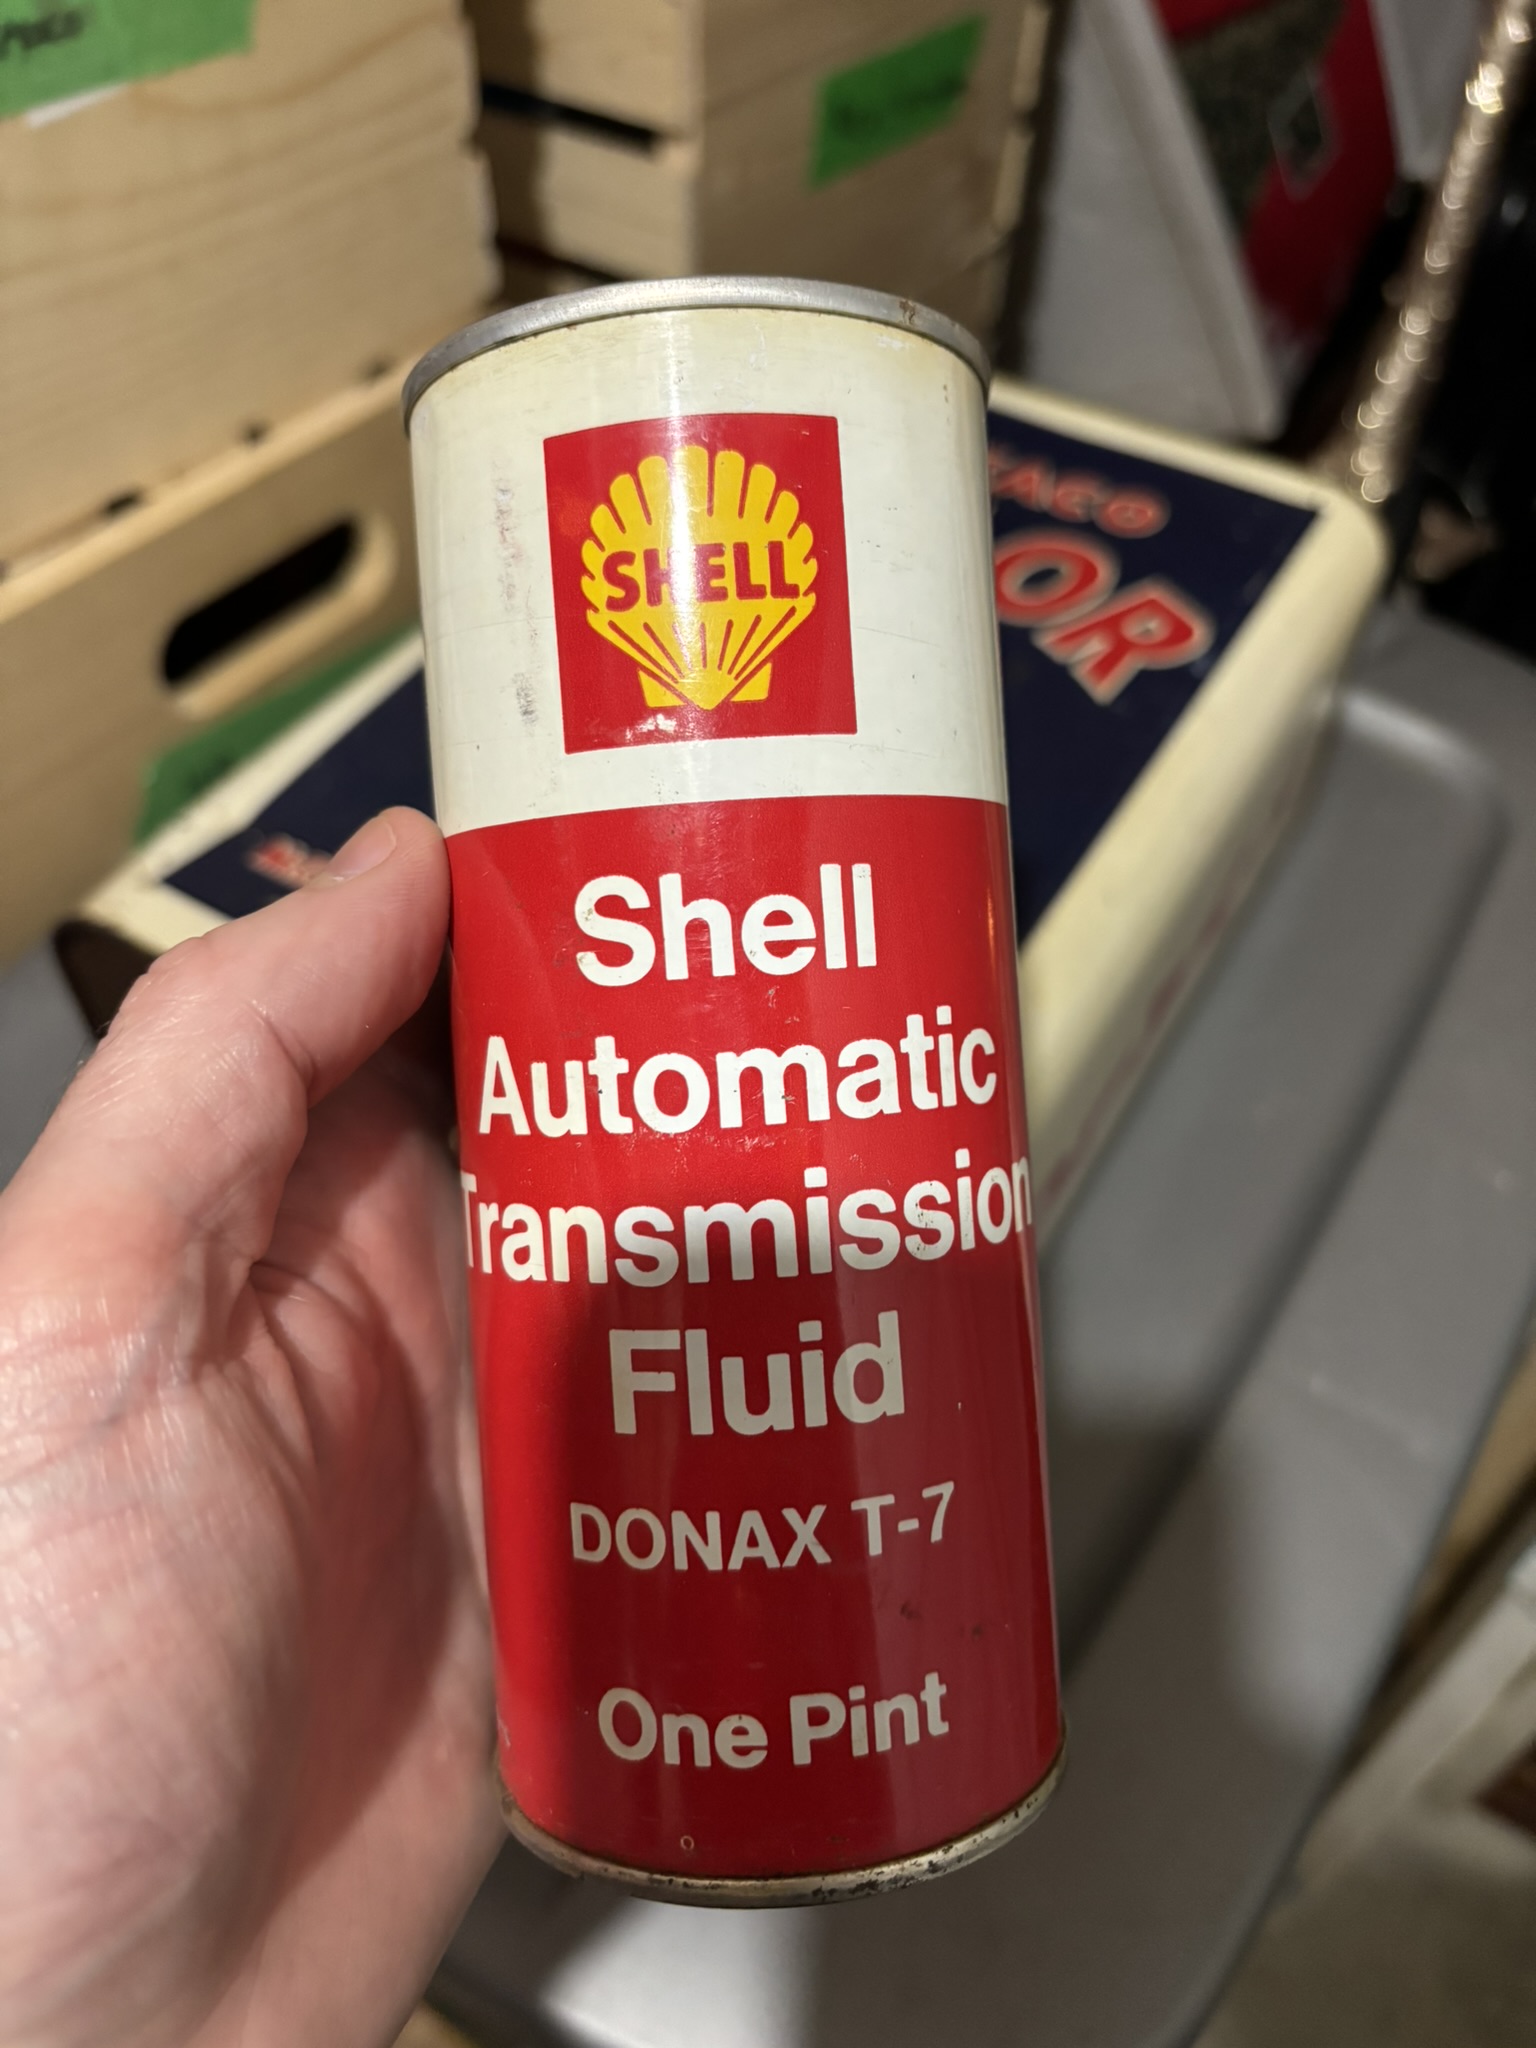 SHELL
Shell
Automatic
Transmission
Fluid
DONAX T-7
One Pint